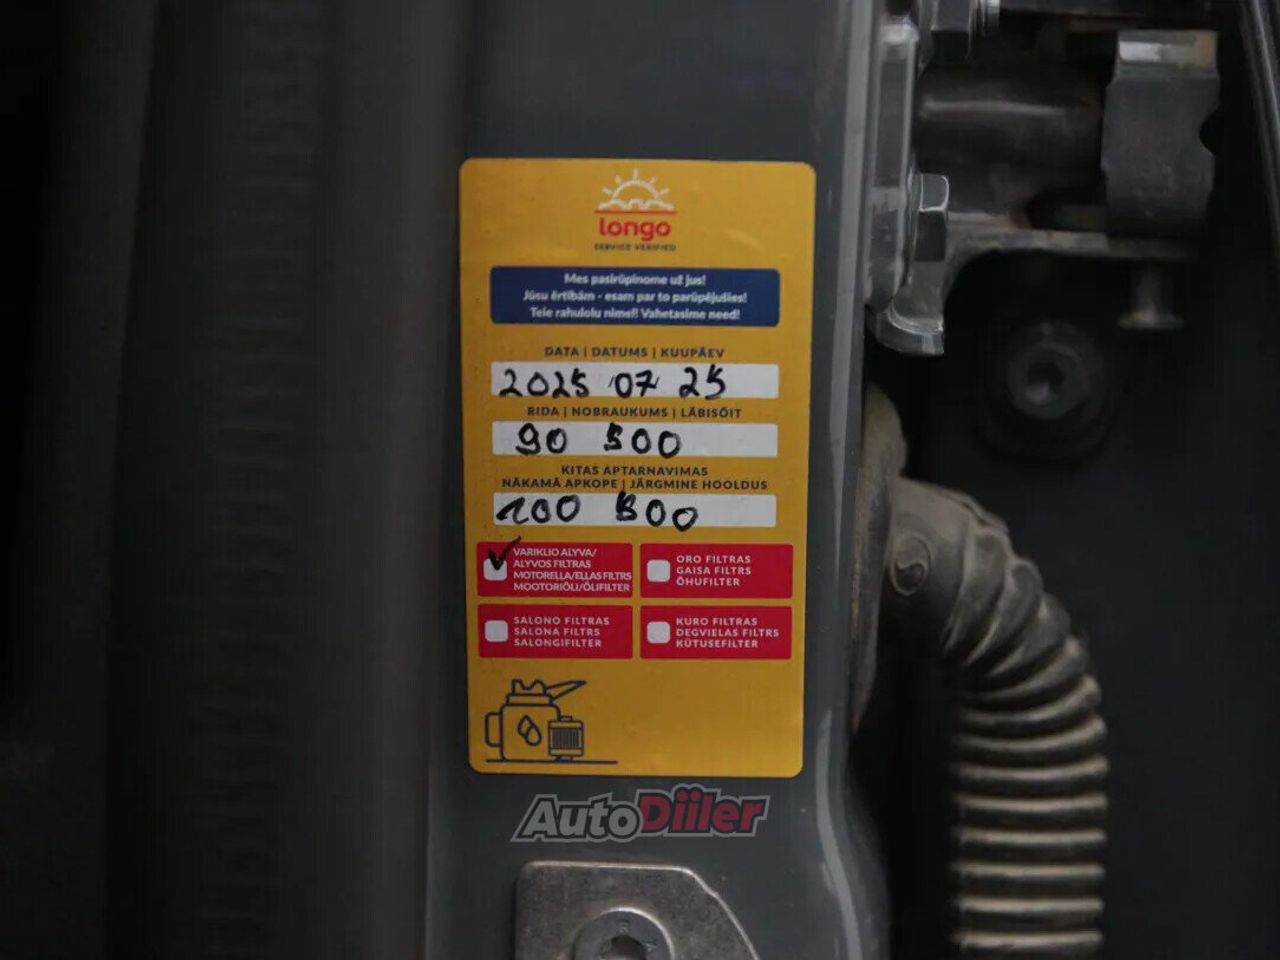 longo
SERVICE VERIFIED
Mes pasirūpinome už jus!
Jūsu ērtībām - esam par to parūpējušies!
Teie rahulolu nimel! Vahetasime need!
DATA | DATUMS | KUUPÄEV
2025 07 25
RIDA | NOBRAUKUMS | LÄBISÕIT
90 500
KITAS APTARNAVIMAS
NĀKAMĀ APKOPE | JÄRGMINE HOOLDUS
100 500
VARIKLIO ALYVA/
ALYVOS FILTRAS
MOTORELLA/ELLAS FILTRS
MOOTORIÕLI/ÕLIFILTER
ORO FILTRAS
GAISA FILTRS
ÕHUFILTER
SALONO FILTRAS
SALONA FILTRS
SALONGIFILTER
KURO FILTRAS
DEGVIELAS FILTRS
KÜTUSEFILTER
AutoDiiler